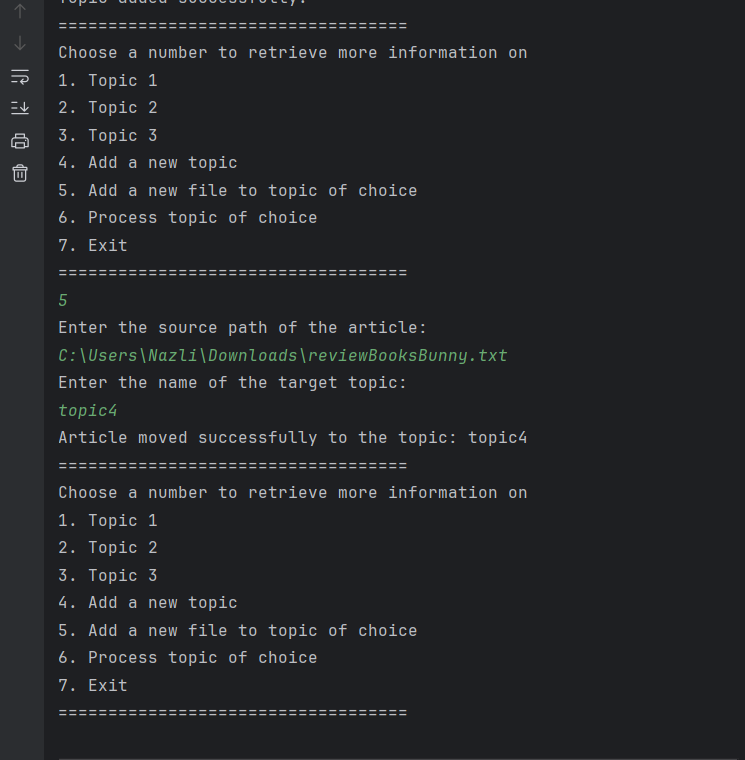 Topic added successfully.
===================================
Choose a number to retrieve more information on
1. Topic 1
2. Topic 2
3. Topic 3
4. Add a new topic
5. Add a new file to topic of choice
6. Process topic of choice
7. Exit
===================================
5
Enter the source path of the article:
C:\Users\Nazli\Downloads\reviewBooksBunny.txt
Enter the name of the target topic:
topic4
Article moved successfully to the topic: topic4
===================================
Choose a number to retrieve more information on
1. Topic 1
2. Topic 2
3. Topic 3
4. Add a new topic
5. Add a new file to topic of choice
6. Process topic of choice
7. Exit
===================================